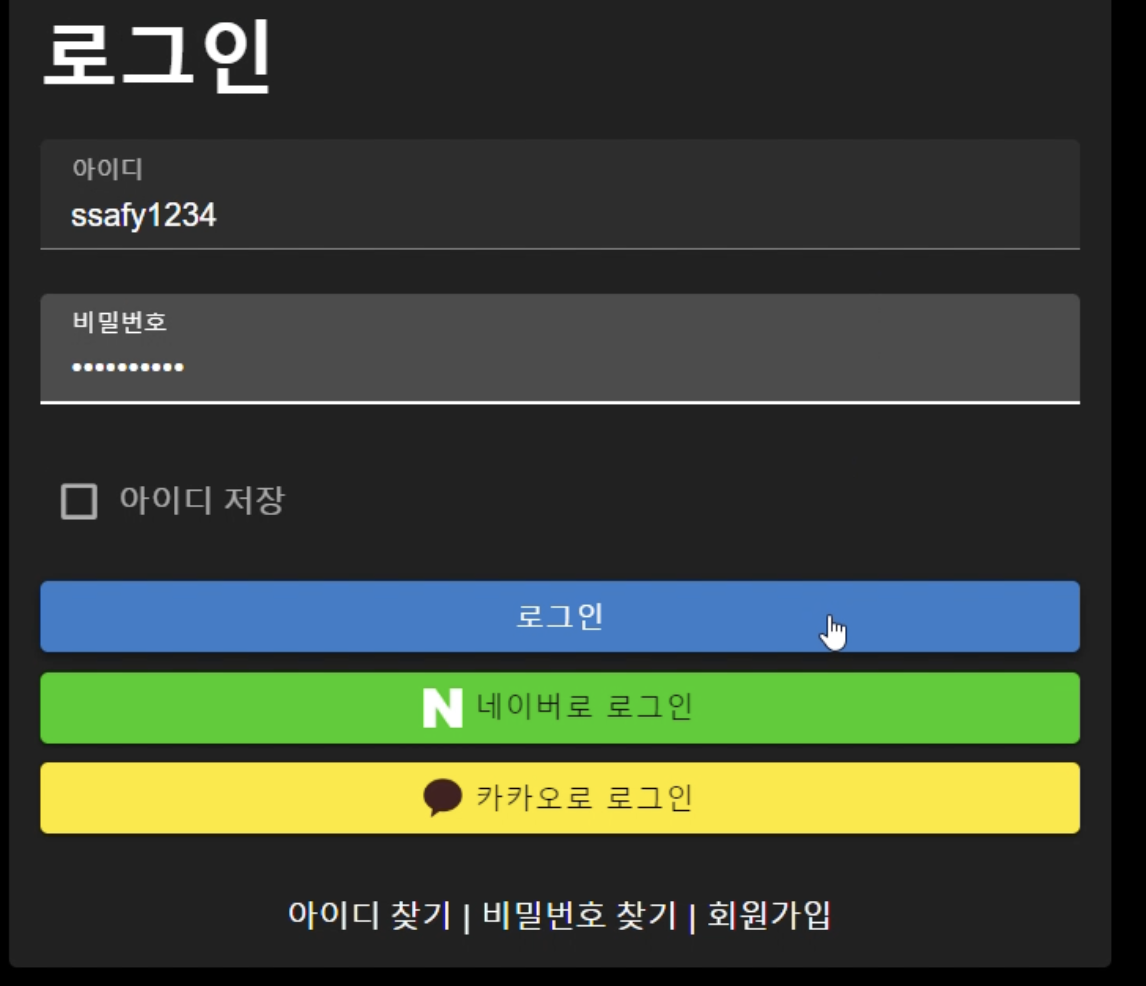 로그인
아이디
ssafy1234
비밀번호
••••••••••
아이디 저장
로그인
N 네이버로 로그인
카카오로 로그인
아이디 찾기 | 비밀번호 찾기 | 회원가입